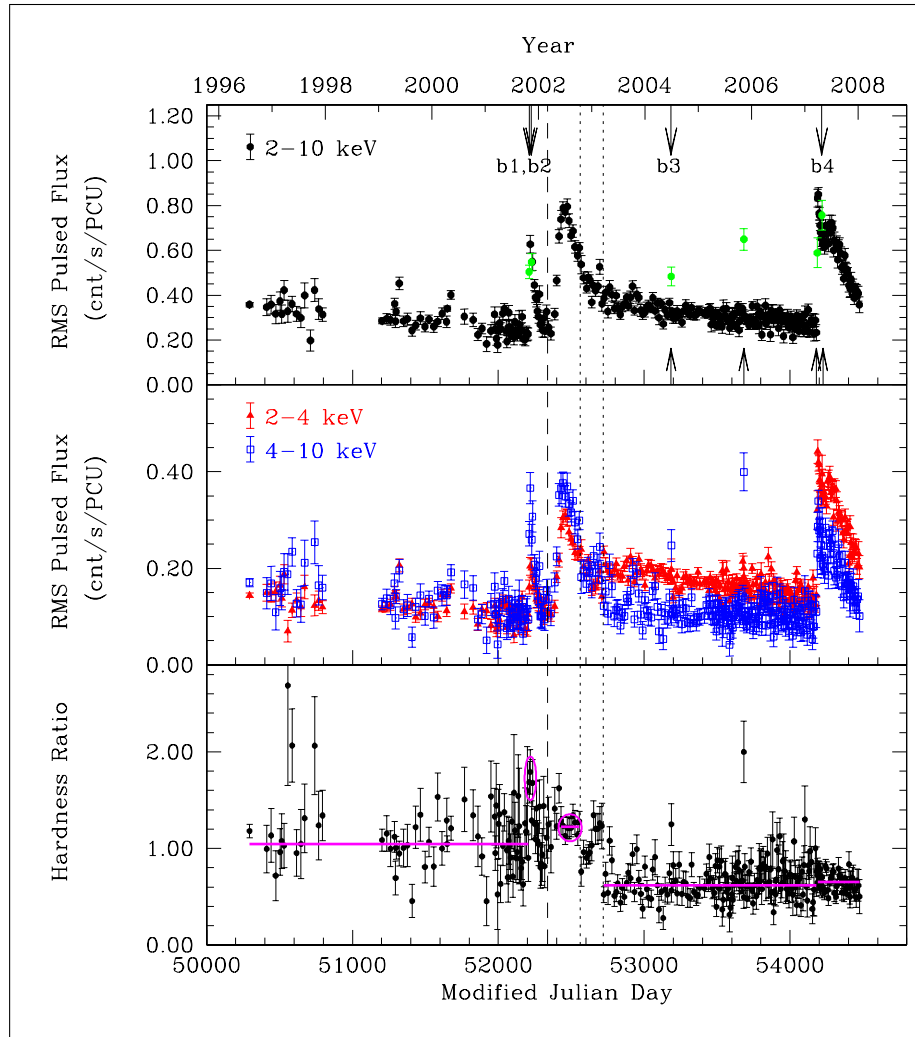 Year
1996 1998 2000 2002 2004 2006 2008
1.20
1.00
0.80
0.60
0.40
0.20
0.00
RMS Pulsed Flux
(cnt/s/PCU)
2-10 keV
b1,b2
b3
b4
0.40
0.20
0.00
RMS Pulsed Flux
(cnt/s/PCU)
2-4 keV
4-10 keV
2.00
1.00
0.00
Hardness Ratio
50000 51000 52000 53000 54000
Modified Julian Day